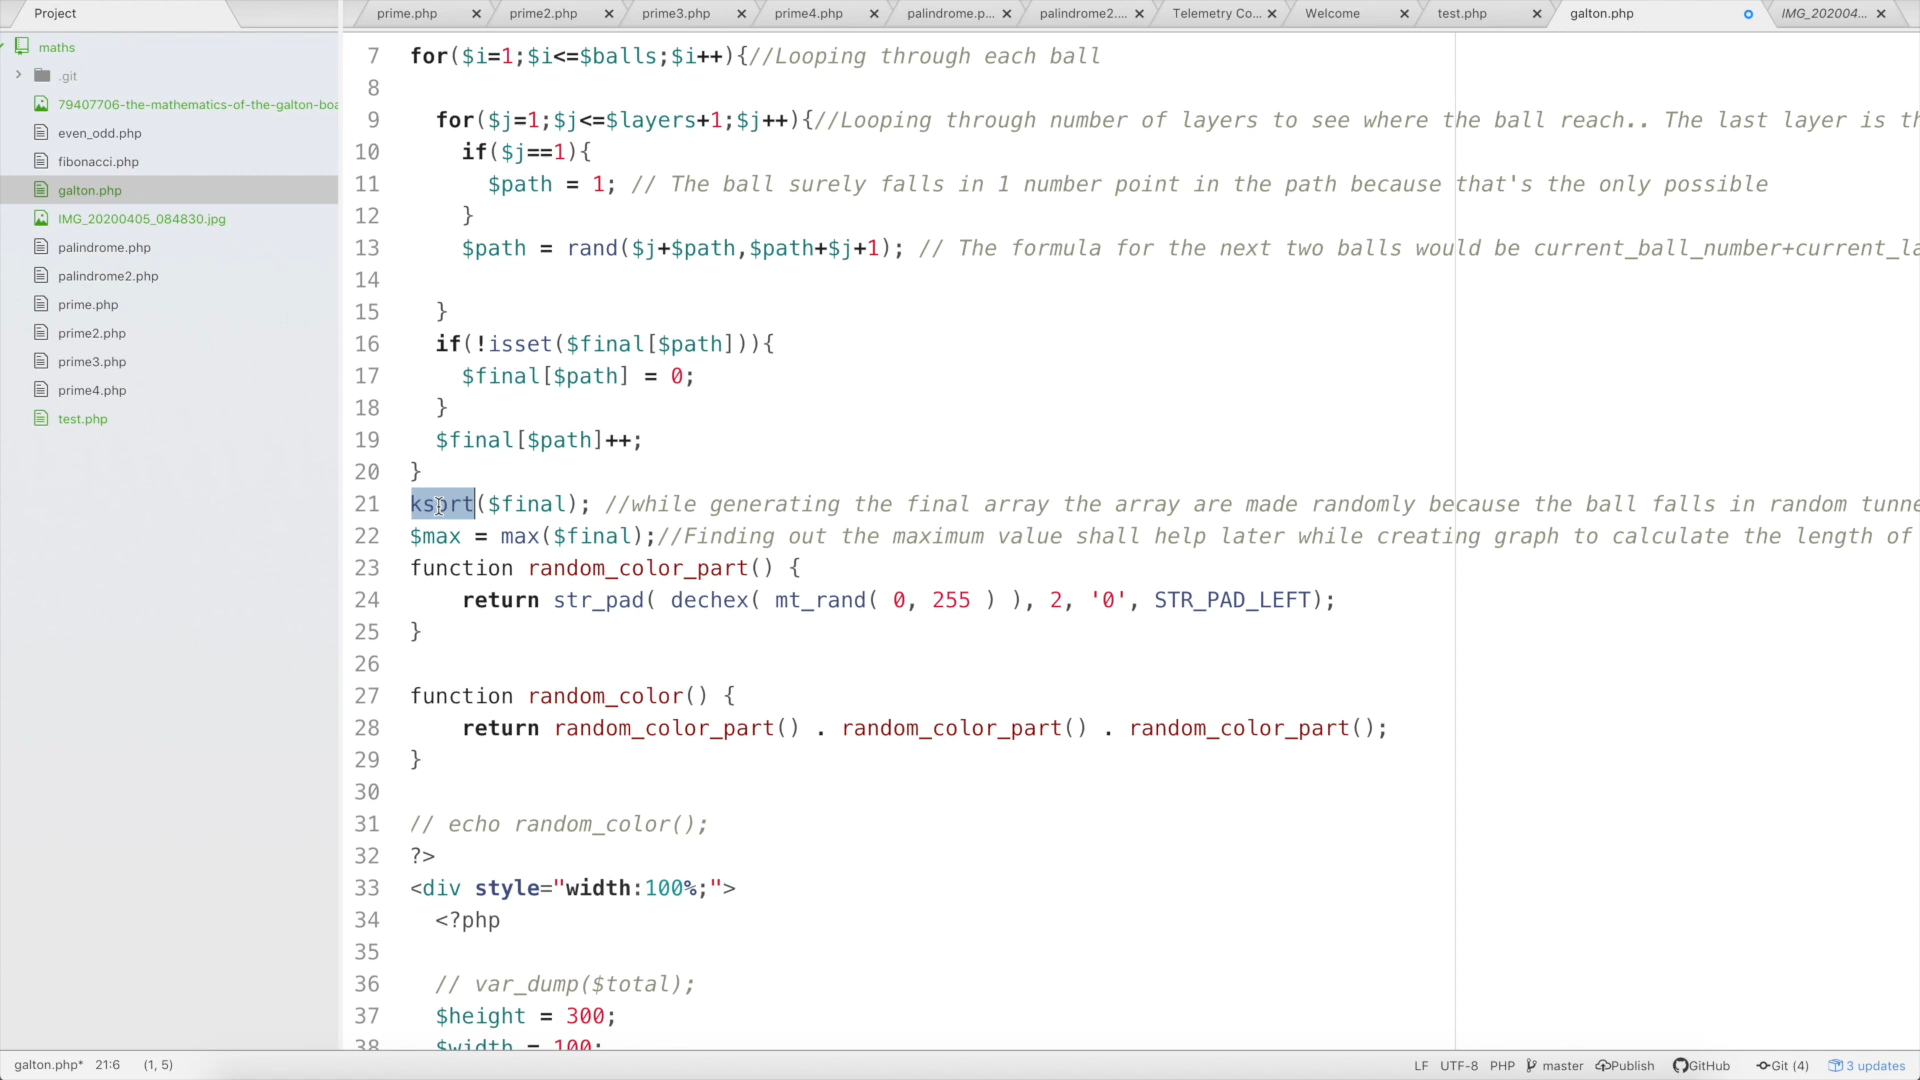 Project
prime.php
prime2.php
prime3.php
prime4.php
palindrome.p...
palindrome2....
Telemetry Co...
Welcome
test.php
galton.php
IMG_202004...
maths
.git
79407706-the-mathematics-of-the-galton-boa
even_odd.php
fibonacci.php
galton.php
IMG_20200405_084830.jpg
palindrome.php
palindrome2.php
prime.php
prime2.php
prime3.php
prime4.php
test.php
7 for($i=1;$i<=$balls;$i++){//Looping through each ball
8
9 for($j=1;$j<=$layers+1;$j++){//Looping through number of layers to see where the ball reach.. The last layer is th
10 if($j==1){
11 $path = 1; // The ball surely falls in 1 number point in the path because that's the only possible
12 }
13 $path = rand($j+$path,$path+$j+1); // The formula for the next two balls would be current_ball_number+current_la
14
15 }
16 if(!isset($final[$path])){
17 $final[$path] = 0;
18 }
19 $final[$path]++;
20 }
21 ksort($final); //while generating the final array the array are made randomly because the ball falls in random tunne
22 $max = max($final);//Finding out the maximum value shall help later while creating graph to calculate the length of
23 function random_color_part() {
24 return str_pad( dechex( mt_rand( 0, 255 ) ), 2, '0', STR_PAD_LEFT);
25 }
26
27 function random_color() {
28 return random_color_part() . random_color_part() . random_color_part();
29 }
30
31 // echo random_color();
32 ?>
33 <div style="width:100%;">
34 <?php
35
36 // var_dump($total);
37 $height = 300;
38 $width = 100;
galton.php* 21:6 (1, 5)
LF UTF-8 PHP master Publish GitHub Git (4) 3 updates